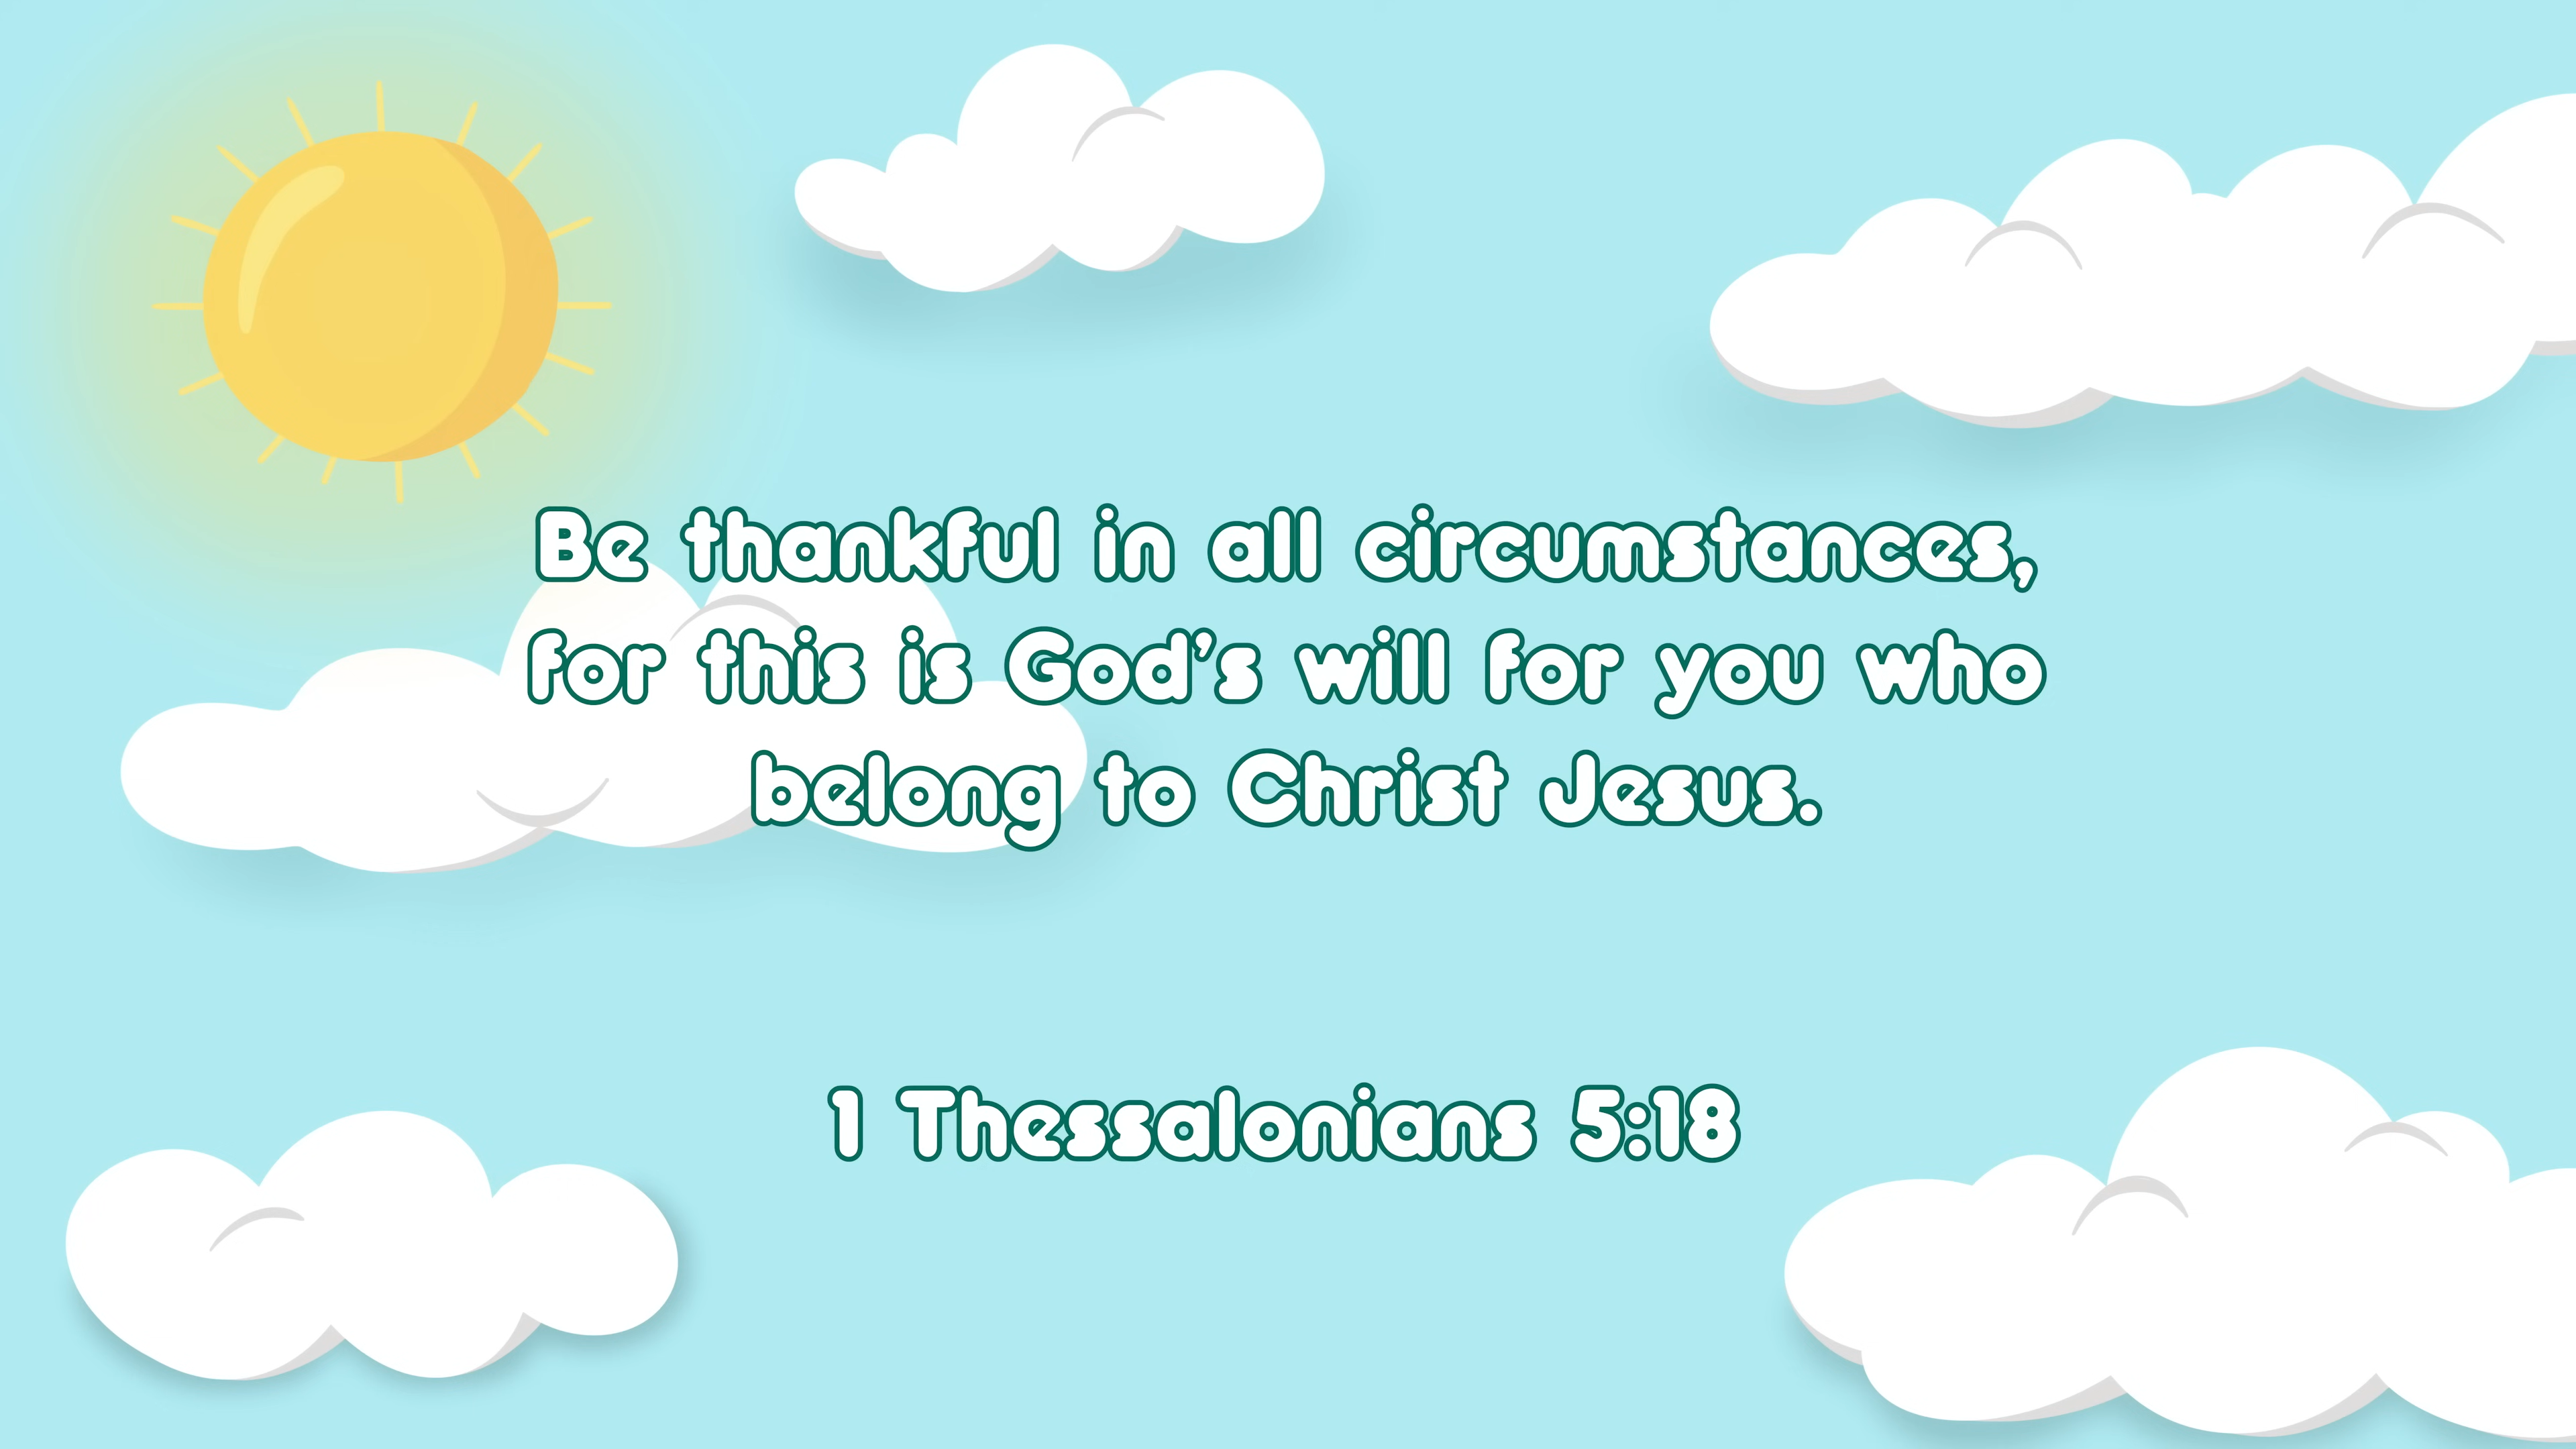 Be thankful in all circumstances,
for this is God’s will for you who
belong to Christ Jesus.
1 Thessalonians 5:18